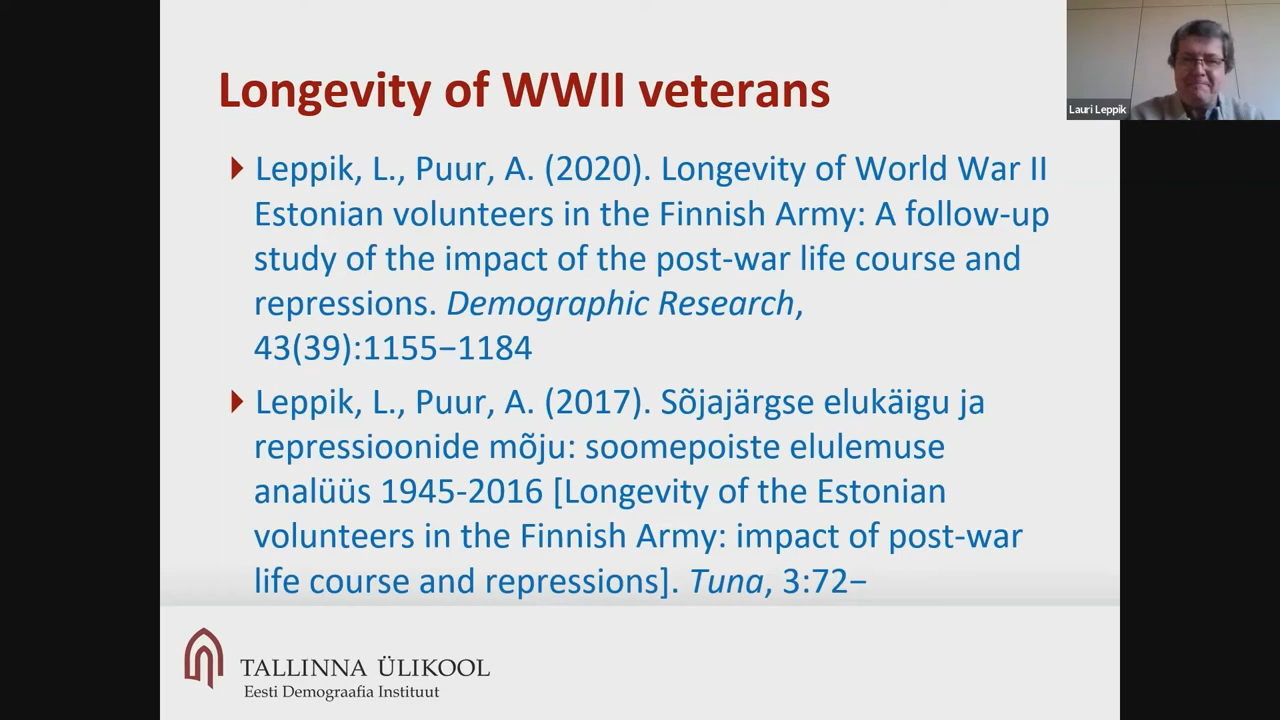 Longevity of WWII veterans
Lauri Leppik
Leppik, L., Puur, A. (2020). Longevity of World War II
Estonian volunteers in the Finnish Army: A follow-up
study of the impact of the post-war life course and
repressions. Demographic Research,
43(39):1155−1184
Leppik, L., Puur, A. (2017). Sõjajärgse elukäigu ja
repressioonide mõju: soomepoiste elulemuse
analüüs 1945-2016 [Longevity of the Estonian
volunteers in the Finnish Army: impact of post-war
life course and repressions]. Tuna, 3:72−
TALLINNA ÜLIKOOL
Eesti Demograafia Instituut